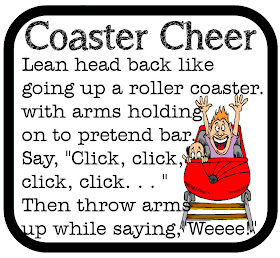 Coaster Cheer
Lean head back like
going up a roller coaster.
with arms holding
on to pretend bar.
Say, "Click, click,
click, click. . . "
Then throw arms
up while saying,"Weeee!"